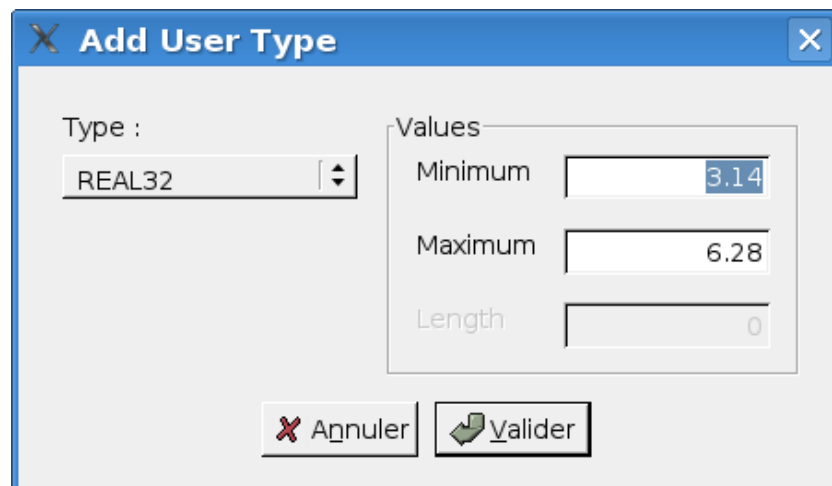 Add User Type
Type :
REAL32
Values
Minimum
3.14
Maximum
6.28
Length
0
Annuler
Valider